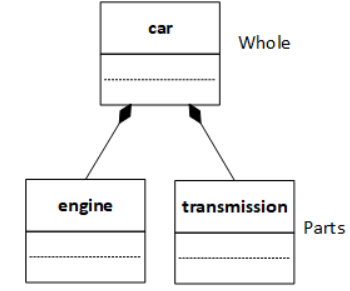 car
Whole
engine
transmission
Parts